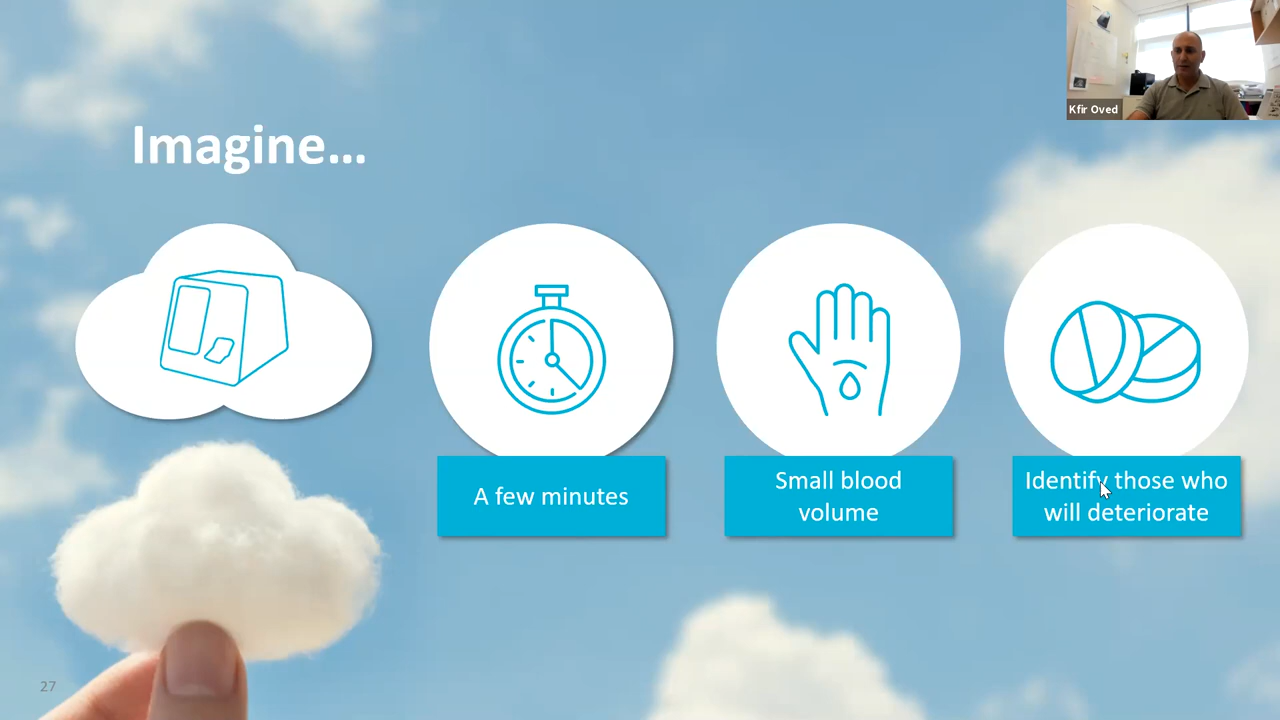 Kfir Oved
Imagine...
A few minutes
Small blood
volume
Identify those who
will deteriorate
27